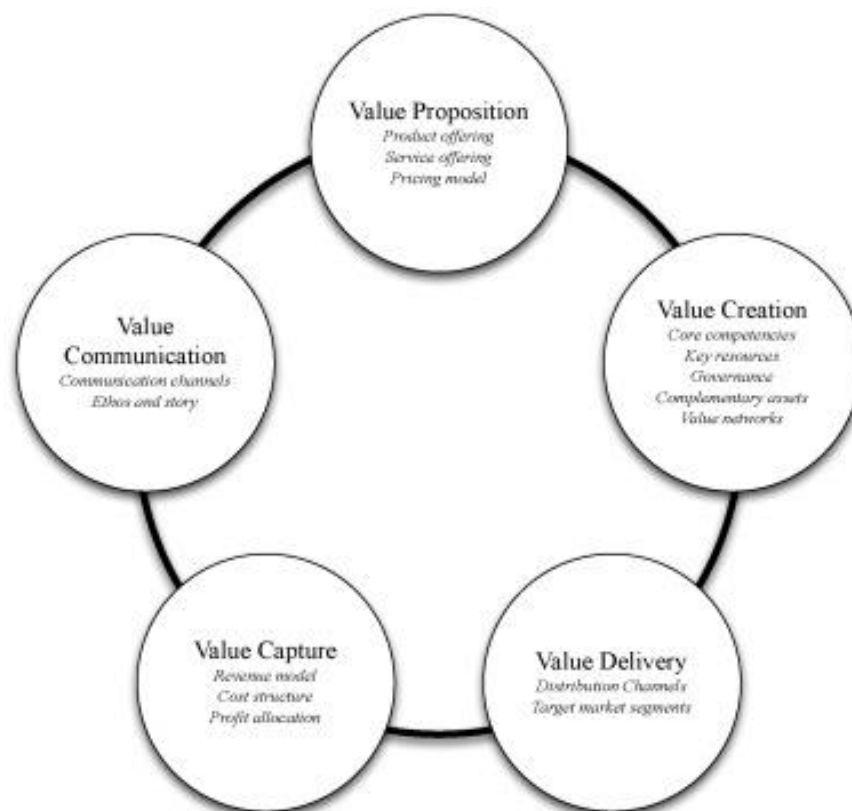 Value Proposition
Product offering
Service offering
Pricing model
Value Creation
Core competencies
Key resources
Governance
Complementary assets
Value networks
Value
Communication
Communication channels
Ethos and story
Value Capture
Revenue model
Cost structure
Profit allocation
Value Delivery
Distribution Channels
Target market segments